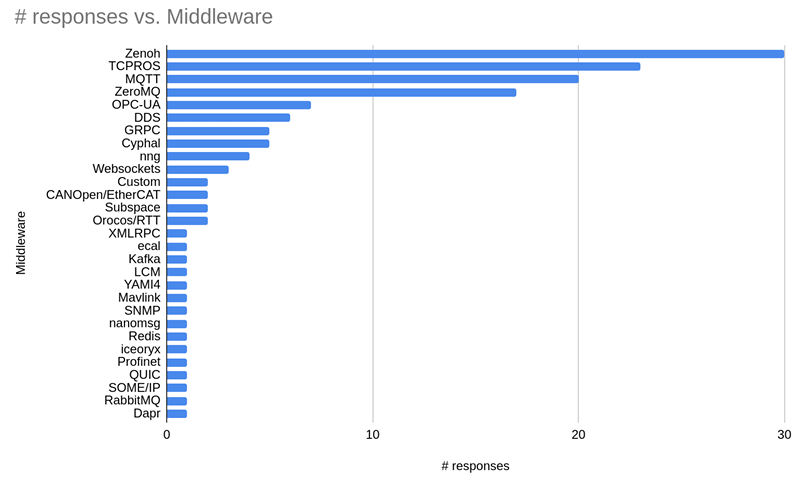 # responses vs. Middleware
Zenoh
TCPROS
MQTT
ZeroMQ
OPC-UA
DDS
GRPC
Cyphal
nng
Websockets
Custom
CANOpen/EtherCAT
Subspace
Orocos/RTT
XMLRPC
ecal
Kafka
LCM
YAMI4
Mavlink
SNMP
nanomsg
Redis
iceoryx
Profinet
QUIC
SOME/IP
RabbitMQ
Dapr
Middleware
0 10 20 30
# responses